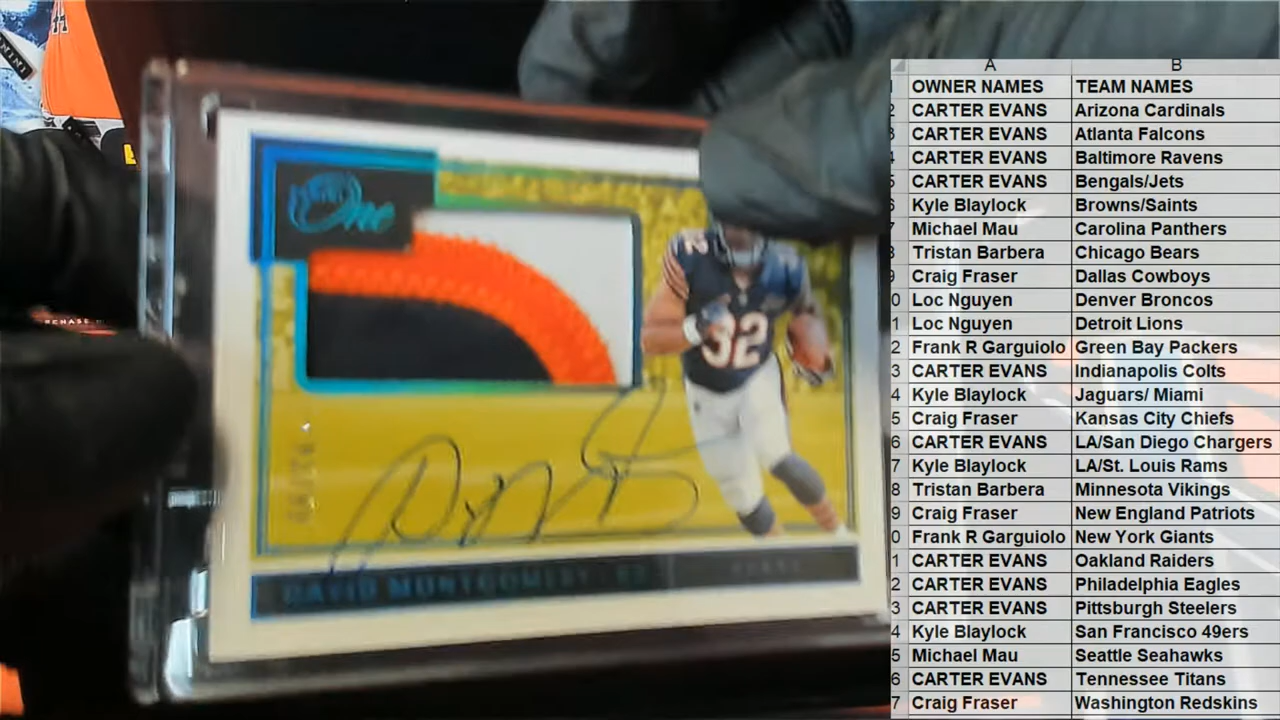 PANINI
One
32
32
DAVID MONTGOMERY - RB
A B
OWNER NAMES TEAM NAMES
CARTER EVANS Arizona Cardinals
CARTER EVANS Atlanta Falcons
CARTER EVANS Baltimore Ravens
CARTER EVANS Bengals/Jets
Kyle Blaylock Browns/Saints
Michael Mau Carolina Panthers
Tristan Barbera Chicago Bears
Craig Fraser Dallas Cowboys
Loc Nguyen Denver Broncos
Loc Nguyen Detroit Lions
Frank R Garguiolo Green Bay Packers
CARTER EVANS Indianapolis Colts
Kyle Blaylock Jaguars/ Miami
Craig Fraser Kansas City Chiefs
CARTER EVANS LA/San Diego Chargers
Kyle Blaylock LA/St. Louis Rams
Tristan Barbera Minnesota Vikings
Craig Fraser New England Patriots
Frank R Garguiolo New York Giants
CARTER EVANS Oakland Raiders
CARTER EVANS Philadelphia Eagles
CARTER EVANS Pittsburgh Steelers
Kyle Blaylock San Francisco 49ers
Michael Mau Seattle Seahawks
CARTER EVANS Tennessee Titans
Craig Fraser Washington Redskins